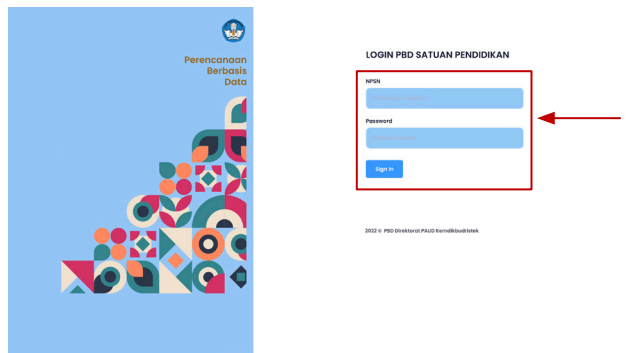 Perencanaan
Berbasis
Data
LOGIN PBD SATUAN PENDIDIKAN
NPSN
Password
Sign In
2022 © PBD Direktorat PAUD Kemdikbudristek